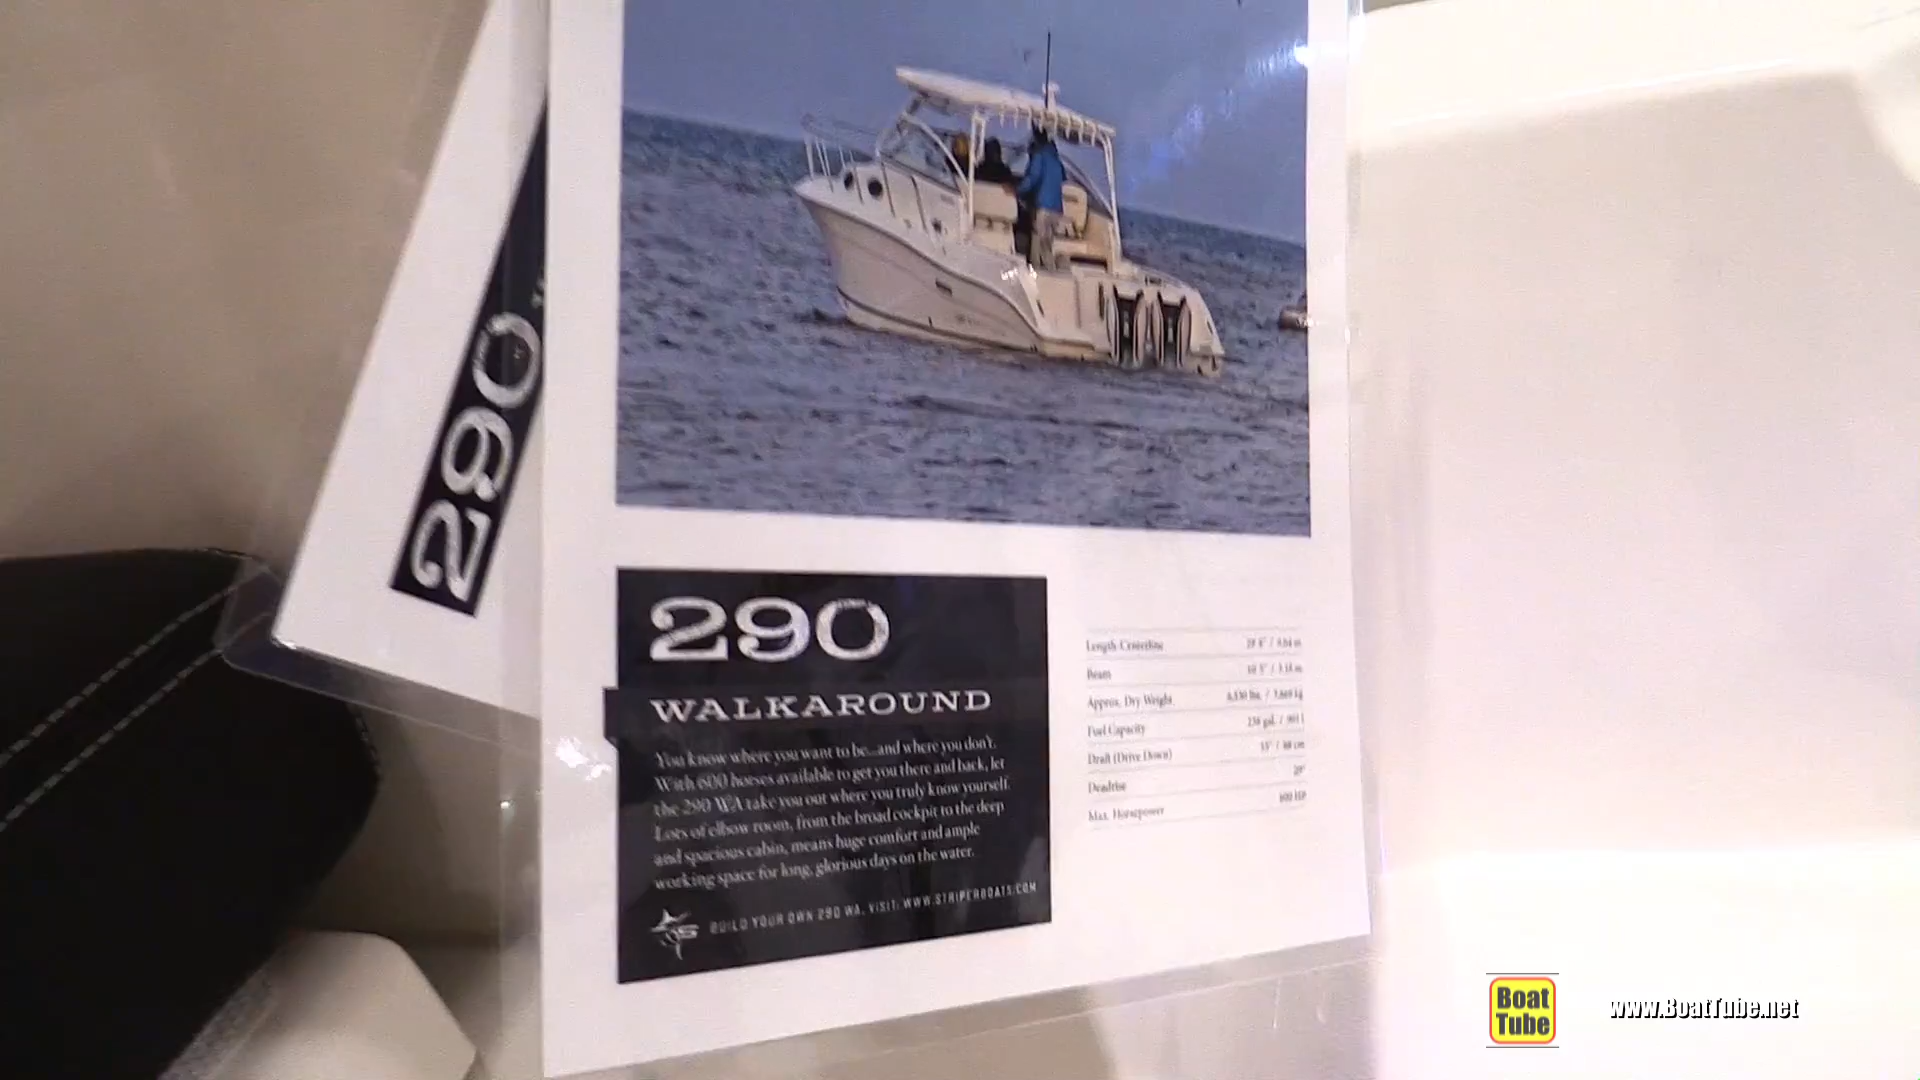 290
290
WALKAROUND
You know where you want to be...and where you don't.
With 600 horses available to get you there and back, let
the 290 WA take you out where you truly know yourself.
Lots of elbow room, from the broad cockpit to the deep
and spacious cabin, means huge comfort and ample
working space for long, glorious days on the water.
BUILD YOUR OWN 290 WA, VISIT: WWW.STRIPERBOATS.COM
Length Centerline
Beam
Approx. Dry Weight
Fuel Capacity
Draft (Drive Down)
Deadrise
Max. Horsepower 600 HP
Boat
Tube
www.BoatTube.net